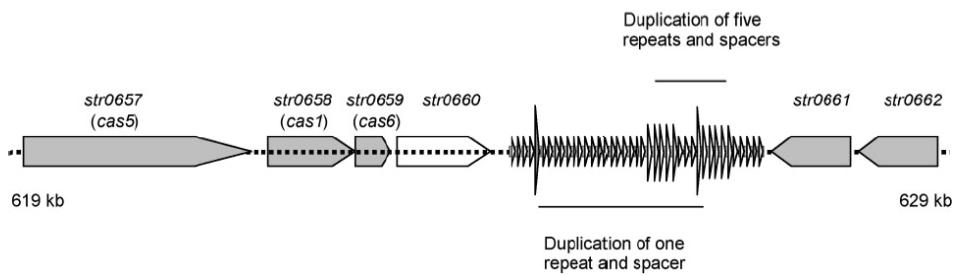 Duplication of five
repeats and spacers
str0657
(cas5)
str0658
(cas1)
str0659
(cas6)
str0660
str0661
str0662
619 kb
629 kb
Duplication of one
repeat and spacer